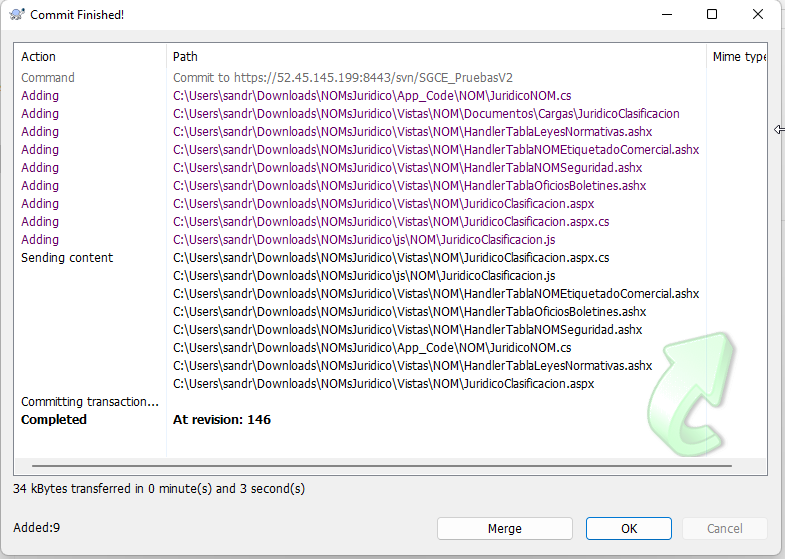 Commit Finished!
Action Path Mime type
Command Commit to https://52.45.145.199:8443/svn/SGCE_PruebasV2
Adding C:\Users\sandr\Downloads\NOMsJuridico\App_Code\NOM\JuridicoNOM.cs
Adding C:\Users\sandr\Downloads\NOMsJuridico\Vistas\NOM\Documentos\Cargas\JuridicoClasificacion
Adding C:\Users\sandr\Downloads\NOMsJuridico\Vistas\NOM\HandlerTablaLeyesNormativas.ashx
Adding C:\Users\sandr\Downloads\NOMsJuridico\Vistas\NOM\HandlerTablaNOMEtiquetadoComercial.ashx
Adding C:\Users\sandr\Downloads\NOMsJuridico\Vistas\NOM\HandlerTablaNOMSeguridad.ashx
Adding C:\Users\sandr\Downloads\NOMsJuridico\Vistas\NOM\HandlerTablaOficiosBoletines.ashx
Adding C:\Users\sandr\Downloads\NOMsJuridico\Vistas\NOM\JuridicoClasificacion.aspx
Adding C:\Users\sandr\Downloads\NOMsJuridico\Vistas\NOM\JuridicoClasificacion.aspx.cs
Adding C:\Users\sandr\Downloads\NOMsJuridico\js\NOM\JuridicoClasificacion.js
Sending content C:\Users\sandr\Downloads\NOMsJuridico\Vistas\NOM\JuridicoClasificacion.aspx.cs
C:\Users\sandr\Downloads\NOMsJuridico\js\NOM\JuridicoClasificacion.js
C:\Users\sandr\Downloads\NOMsJuridico\Vistas\NOM\HandlerTablaNOMEtiquetadoComercial.ashx
C:\Users\sandr\Downloads\NOMsJuridico\Vistas\NOM\HandlerTablaOficiosBoletines.ashx
C:\Users\sandr\Downloads\NOMsJuridico\Vistas\NOM\HandlerTablaNOMSeguridad.ashx
C:\Users\sandr\Downloads\NOMsJuridico\App_Code\NOM\JuridicoNOM.cs
C:\Users\sandr\Downloads\NOMsJuridico\Vistas\NOM\HandlerTablaLeyesNormativas.ashx
C:\Users\sandr\Downloads\NOMsJuridico\Vistas\NOM\JuridicoClasificacion.aspx
Committing transaction...
Completed At revision: 146
34 kBytes transferred in 0 minute(s) and 3 second(s)
Added:9 Merge OK Cancel